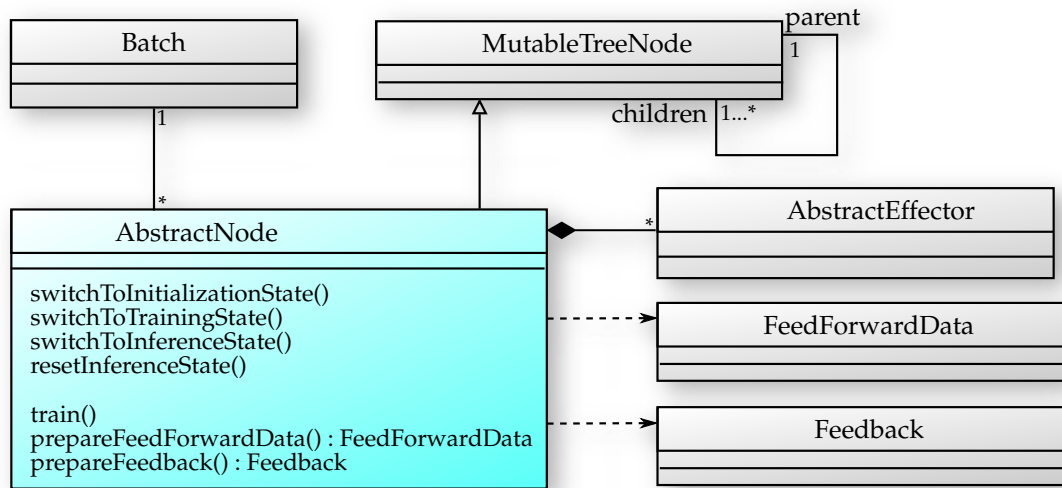 Batch
MutableTreeNode
parent
1
children
1...*
1
*
AbstractNode
*
AbstractEffector
switchToInitializationState()
switchToTrainingState()
switchToInferenceState()
resetInferenceState()
FeedForwardData
train()
prepareFeedForwardData() : FeedForwardData
prepareFeedback() : Feedback
Feedback